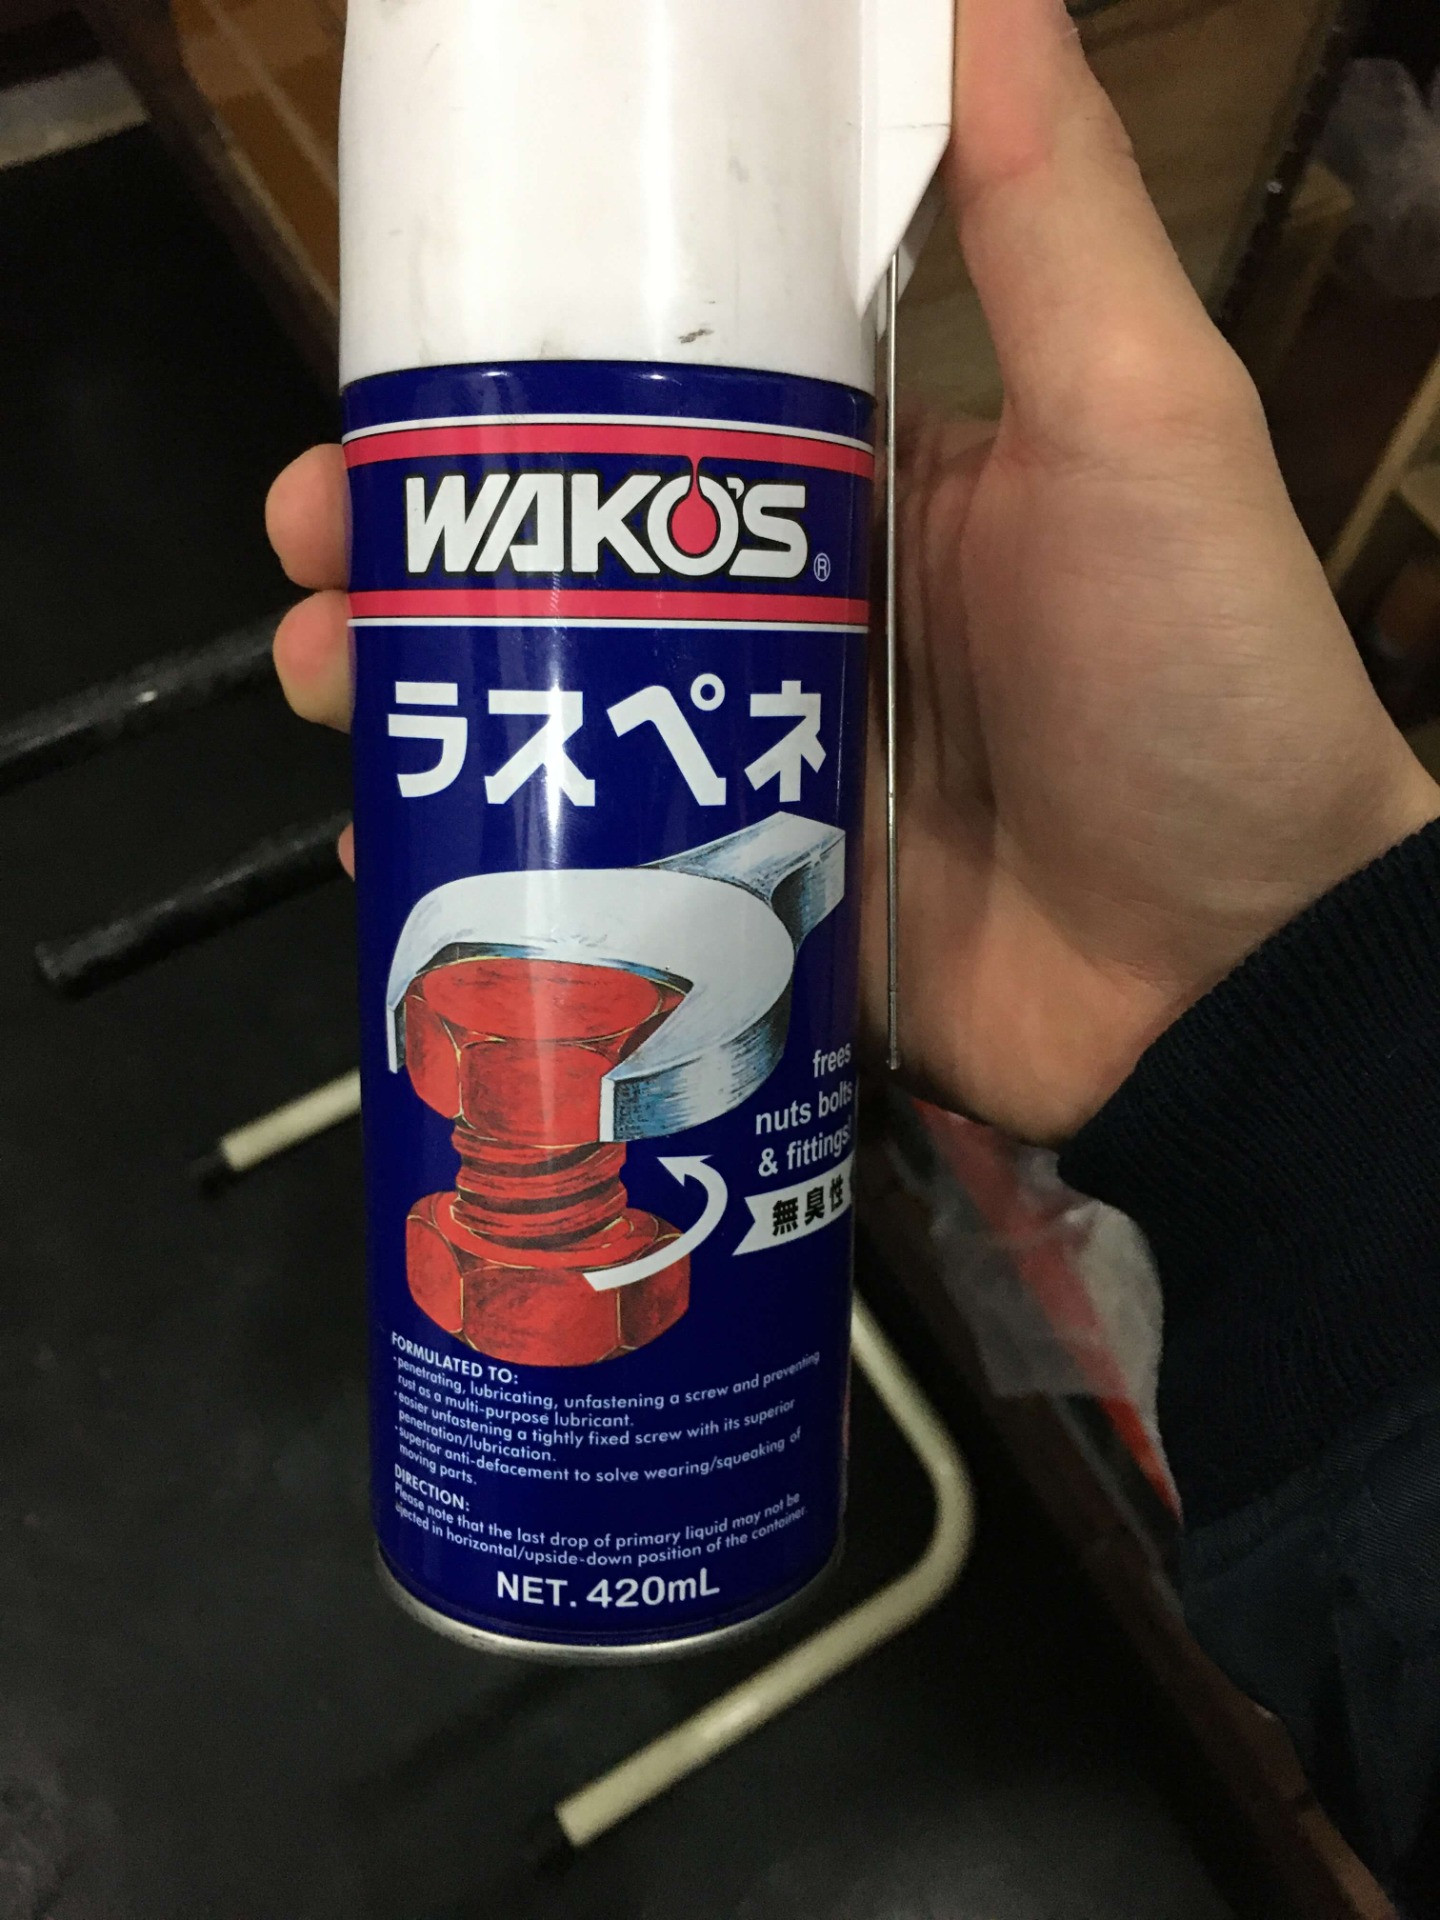 WAKO'S
®
ラスペネ
frees
nuts bolts
& fittings!
無臭性
FORMULATED TO:
·penetrating, lubricating, unfastening a screw and preventing
rust as a multi-purpose lubricant.
·easier unfastening a tightly fixed screw with its superior
penetration/lubrication.
·superior anti-defacement to solve wearing/squeaking of
moving parts.
DIRECTION:
Please note that the last drop of primary liquid may not be
ejected in horizontal/upside-down position of the container.
NET. 420mL